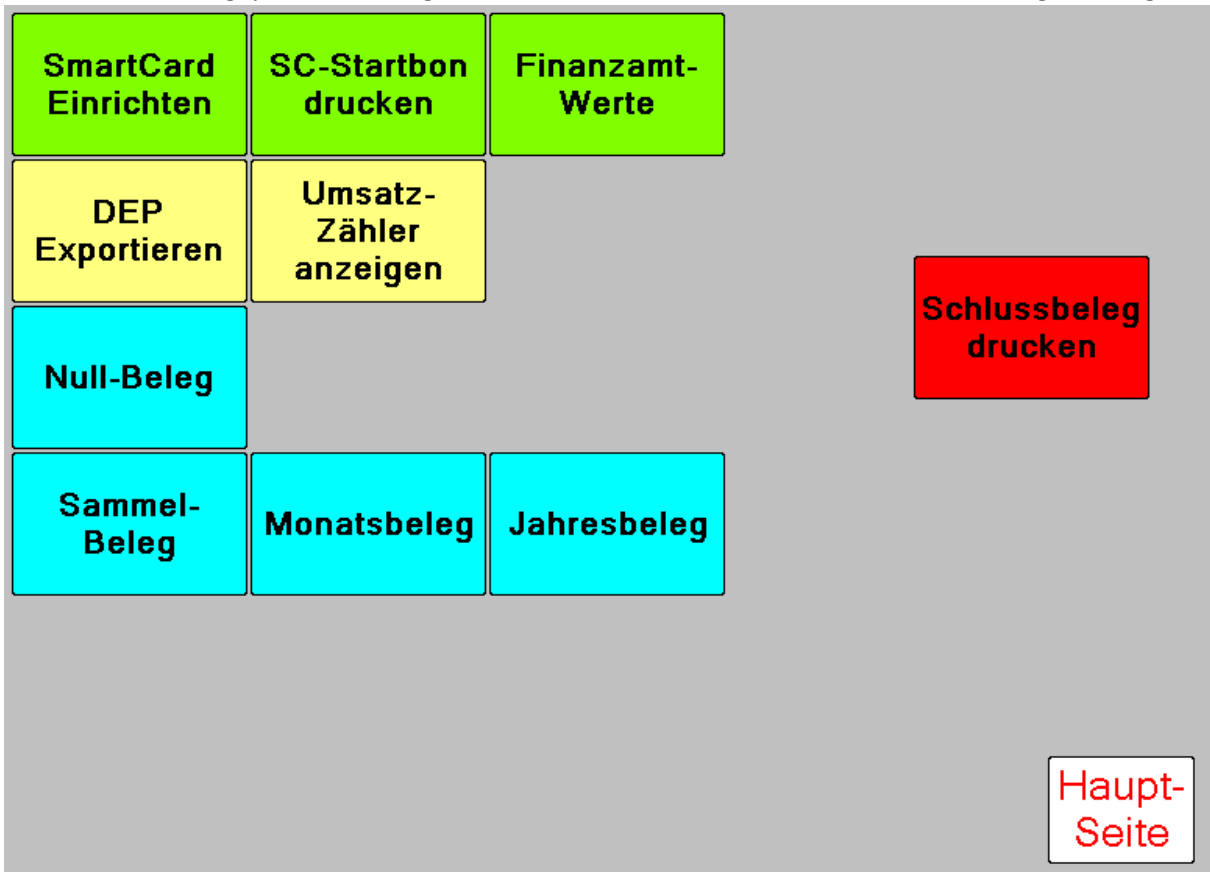 SmartCard
Einrichten
SC-Startbon
drucken
Finanzamt-
Werte
DEP
Exportieren
Umsatz-
Zähler
anzeigen
Schlussbeleg
drucken
Null-Beleg
Sammel-
Beleg
Monatsbeleg
Jahresbeleg
Haupt-
Seite